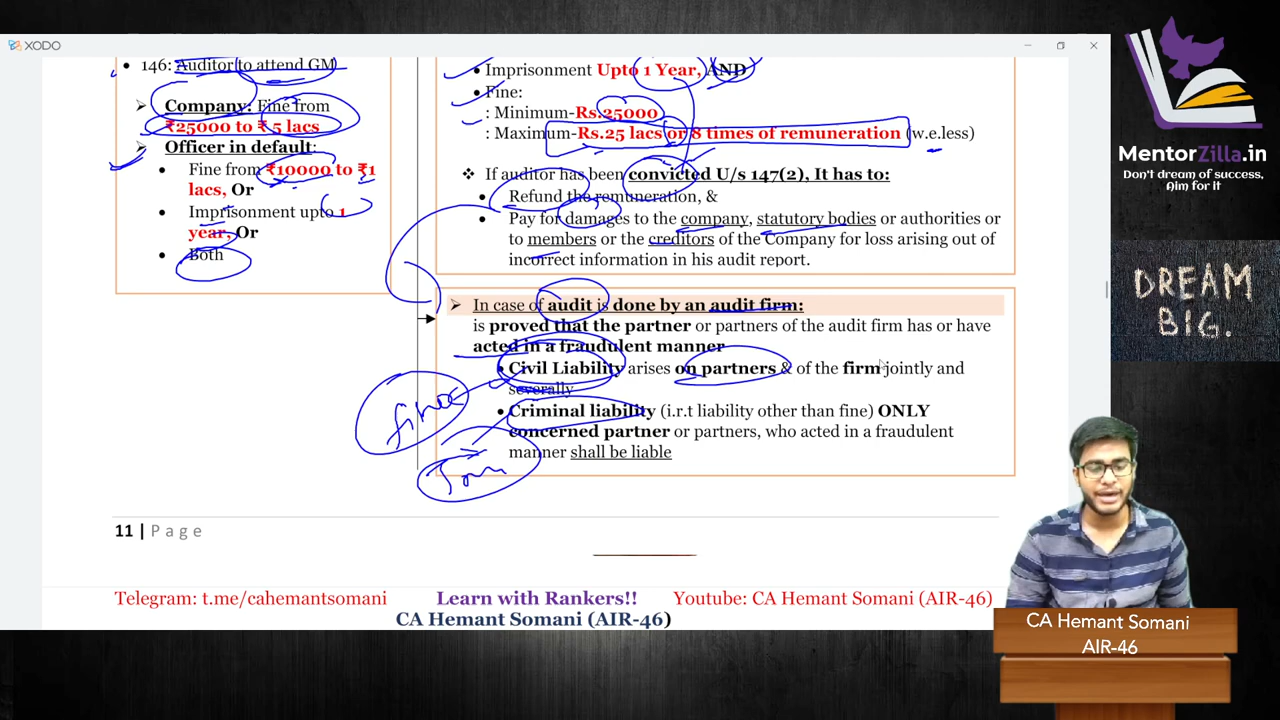 XODO
• 146: Auditor to attend GM
➢ Company: Fine from
₹25000 to ₹ 5 lacs
➢ Officer in default:
• Fine from ₹10000 to ₹1
lacs, Or
• Imprisonment upto 1
year, Or
• Both
• Imprisonment Upto 1 Year, AND
• Fine:
: Minimum-Rs.25000
: Maximum-Rs.25 lacs or 8 times of remuneration (w.e.less)
❖ If auditor has been convicted U/s 147(2), It has to:
• Refund the remuneration, &
• Pay for damages to the company, statutory bodies or authorities or
to members or the creditors of the Company for loss arising out of
incorrect information in his audit report.
➢ In case of audit is done by an audit firm:
is proved that the partner or partners of the audit firm has or have
acted in a fraudulent manner
• Civil Liability arises on partners & of the firm jointly and
severally
• Criminal liability (i.r.t liability other than fine) ONLY
concerned partner or partners, who acted in a fraudulent
manner shall be liable
11 | Page
Telegram: t.me/cahemantsomani Learn with Rankers!! Youtube: CA Hemant Somani (AIR-46)
CA Hemant Somani (AIR-46)
MentorZilla.in
Don't dream of success,
Aim for it
DREAM
BIG.
CA Hemant Somani
AIR-46